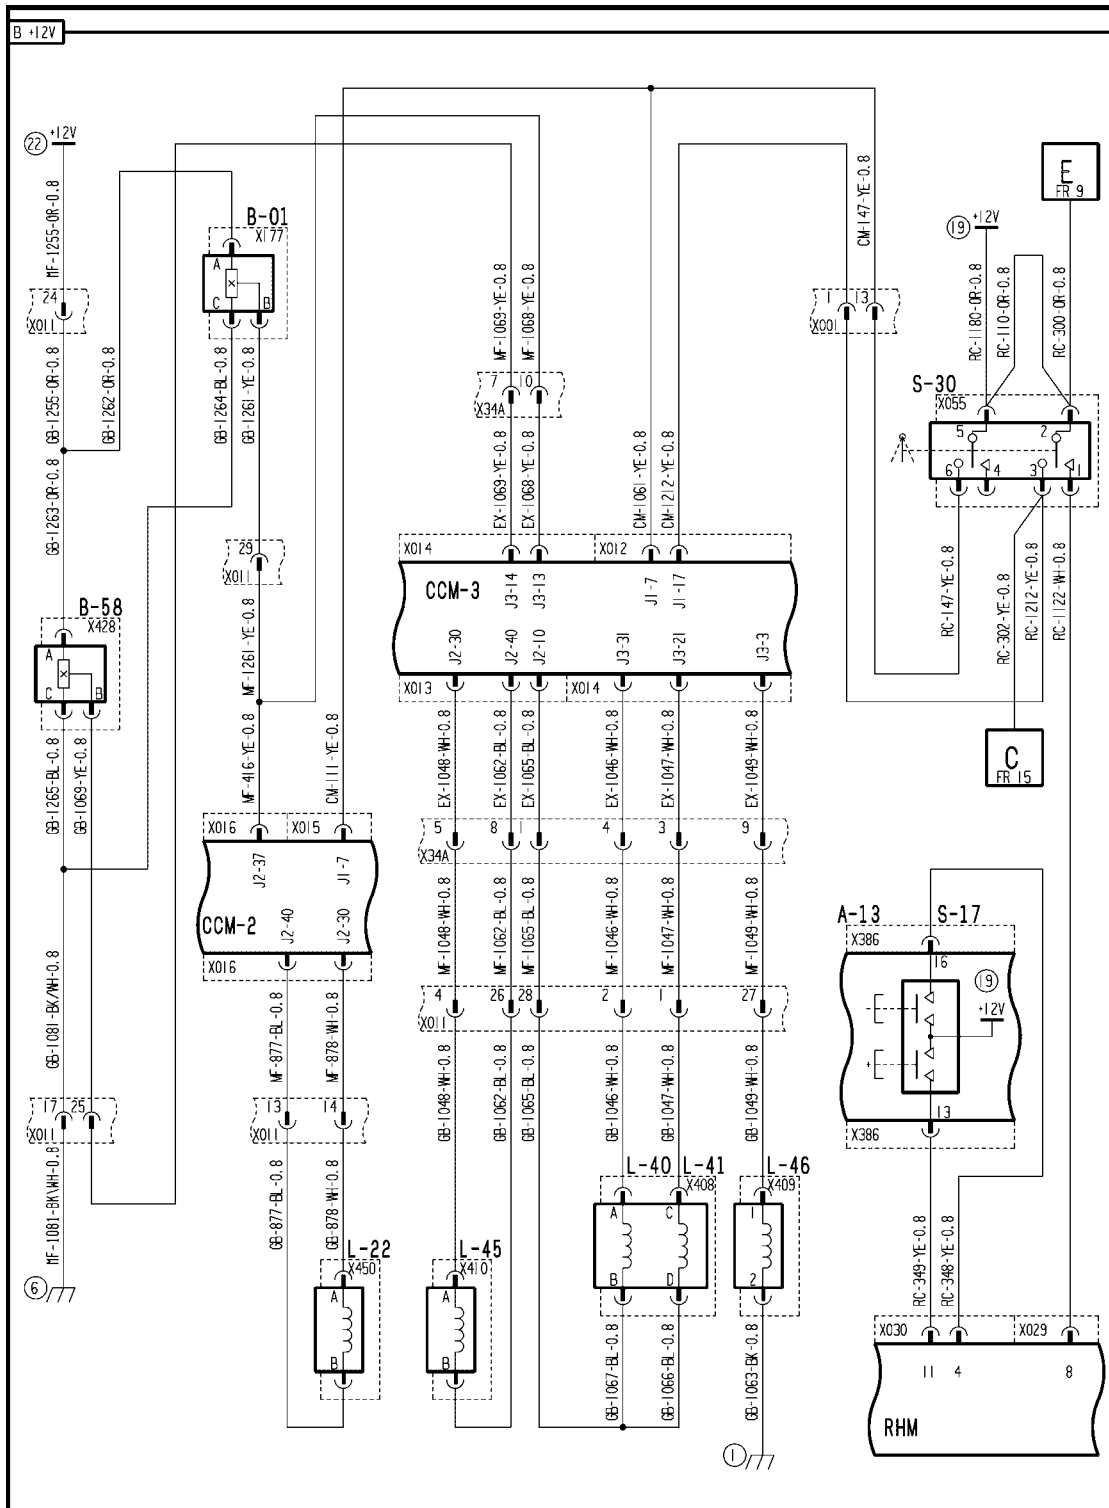 B +12V
22
+12V
MF-1255-OR-0.8
24
X011
GB-1255-OR-0.8
GB-1262-OR-0.8
GB-1263-OR-0.8
B-01
X177
A
C
B
GB-1264-BL-0.8
GB-1261-YE-0.8
29
X011
MF-1261-YE-0.8
B-58
X428
A
C
B
GB-1265-BL-0.8
GB-1069-YE-0.8
GB-1081-BK/WH-0.8
17
25
X011
MF-1081-BK\WH-0.8
6
MF-416-YE-0.8
CM-111-YE-0.8
X016
X015
J2-37
J1-7
CCM-2
J2-40
J2-30
X016
MF-877-BL-0.8
MF-878-WH-0.8
13
14
X011
GB-877-BL-0.8
GB-878-WH-0.8
L-22
X450
A
B
MF-1069-YE-0.8
MF-1068-YE-0.8
7
10
X34A
EX-1069-YE-0.8
EX-1068-YE-0.8
CM-1061-YE-0.8
CM-1212-YE-0.8
X014
X012
J3-14
J3-13
J1-7
J1-17
CCM-3
J2-30
J2-40
J2-10
J3-31
J3-21
J3-3
X013
X014
EX-1048-WH-0.8
EX-1062-BL-0.8
EX-1065-BL-0.8
EX-1046-WH-0.8
EX-1047-WH-0.8
EX-1049-WH-0.8
5
8
1
4
3
9
X34A
MF-1048-WH-0.8
MF-1062-BL-0.8
MF-1065-BL-0.8
MF-1046-WH-0.8
MF-1047-WH-0.8
MF-1049-WH-0.8
4
26
28
2
1
27
X011
GB-1048-WH-0.8
GB-1062-BL-0.8
GB-1065-BL-0.8
GB-1046-WH-0.8
GB-1047-WH-0.8
GB-1049-WH-0.8
L-45
X410
A
B
L-40
L-41
X408
A
C
B
D
GB-1067-BL-0.8
GB-1066-BL-0.8
L-46
X409
1
2
GB-1063-BK-0.8
1
CM-147-YE-0.8
1
13
X001
E
FR 9
19
+12V
RC-1180-OR-0.8
RC-110-OR-0.8
RC-300-OR-0.8
S-30
X055
5
2
6
4
3
1
RC-147-YE-0.8
RC-302-YE-0.8
RC-1212-YE-0.8
RC-1122-WH-0.8
C
FR 15
A-13
S-17
X386
16
19
+12V
+
13
X386
RC-349-YE-0.8
RC-348-YE-0.8
X030
X029
11
4
8
RHM